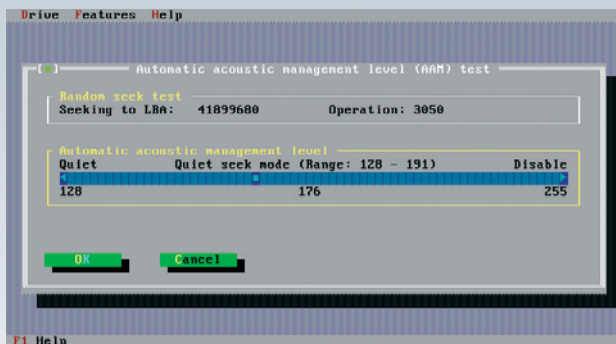 Drive Features Help
Automatic acoustic management level (AAM) test
Random seek test
Seeking to LBA: 41899680 Operation: 3050
Automatic acoustic management level
Quiet Quiet seek mode (Range: 128 - 191) Disable
128 176 255
OK Cancel
F1 Help